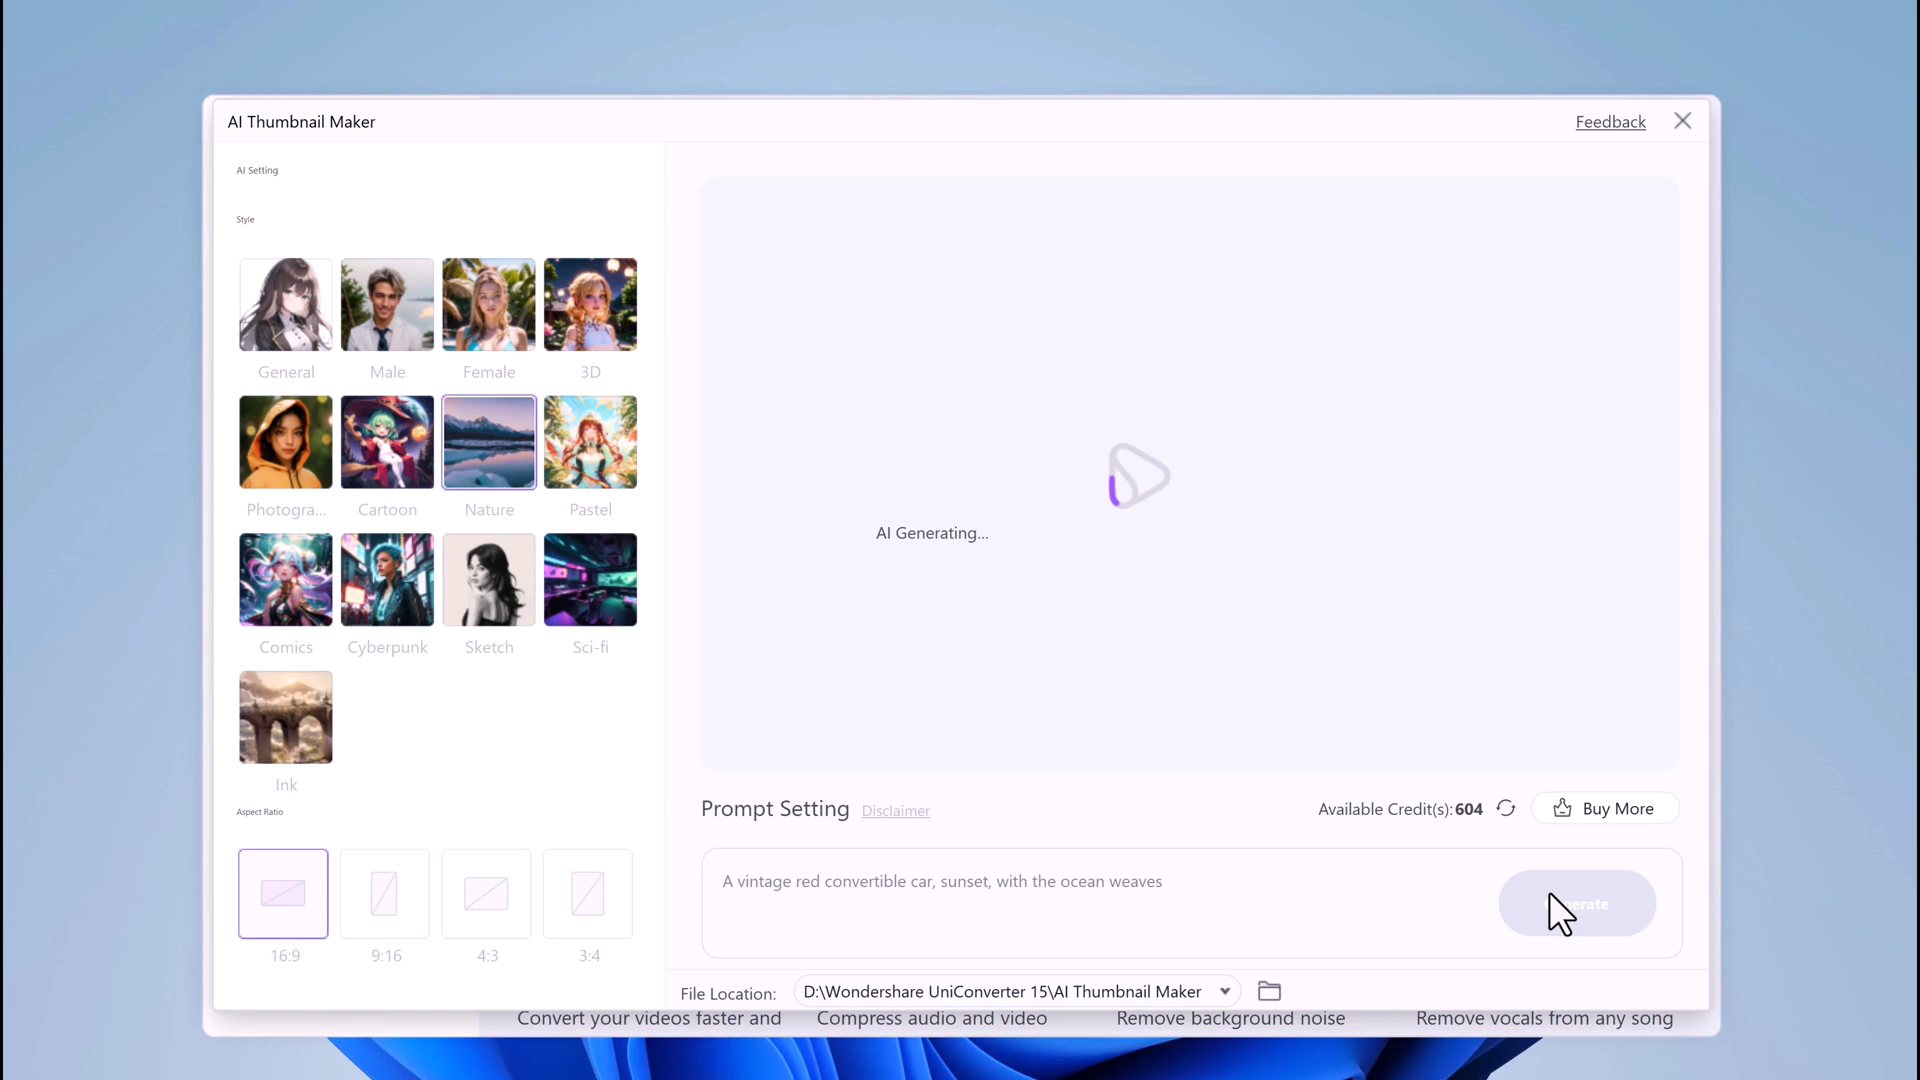 AI Thumbnail Maker
Feedback
AI Setting
Style
General
Male
Female
3D
Photogra...
Cartoon
Nature
Pastel
Comics
Cyberpunk
Sketch
Sci-fi
Ink
Aspect Ratio
16:9
9:16
4:3
3:4
AI Generating...
Prompt Setting
Disclaimer
Available Credit(s): 604
Buy More
A vintage red convertible car, sunset, with the ocean weaves
File Location:
D:\Wondershare UniConverter 15\AI Thumbnail Maker
Convert your videos faster and
Compress audio and video
Remove background noise
Remove vocals from any song